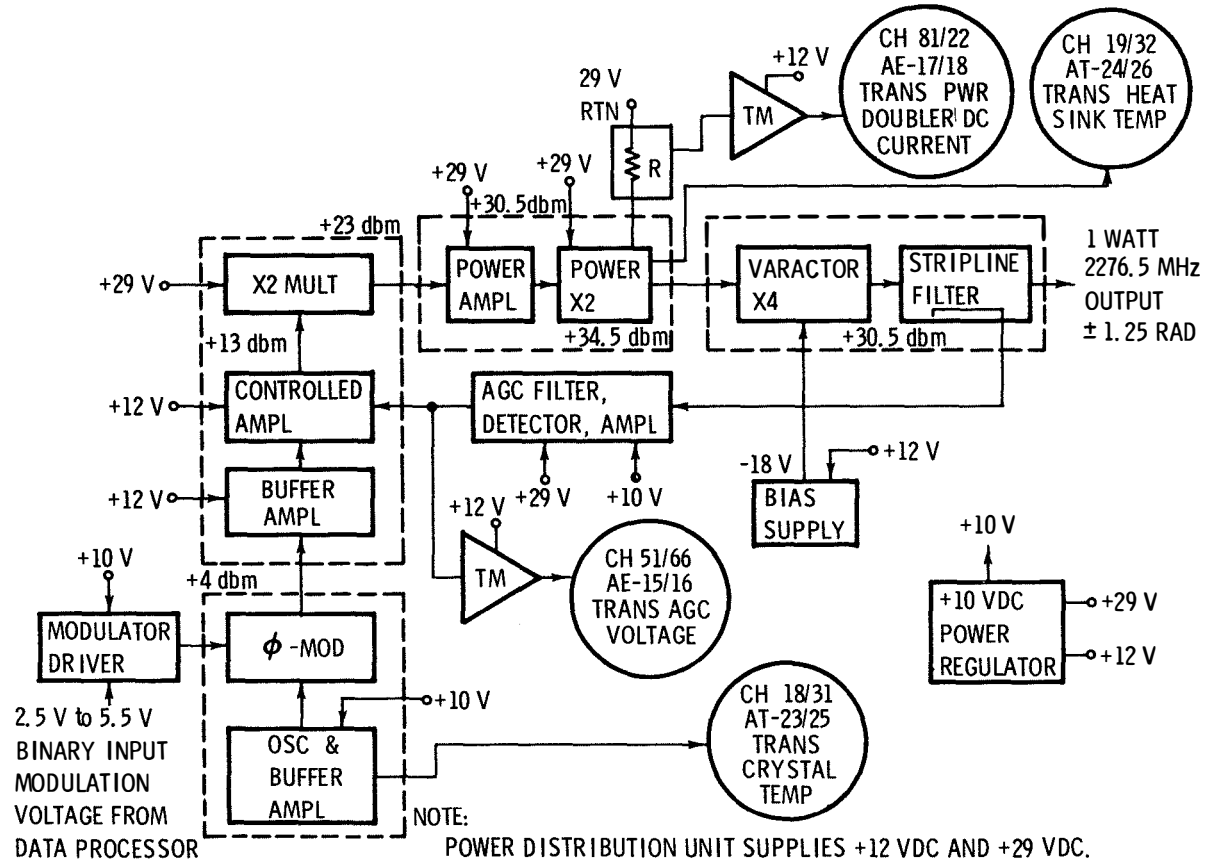 CH 81/22
AE-17/18
TRANS PWR
DOUBLER DC
CURRENT
CH 19/32
AT-24/26
TRANS HEAT
SINK TEMP
+12 V
TM
29 V
RTN
R
+29 V
+29 V
+30.5dbm
+23 dbm
POWER
AMPL
POWER
X2
+34.5 dbm
VARACTOR
X4
STRIPLINE
FILTER
+30.5 dbm
1 WATT
2276.5 MHz
OUTPUT
± 1.25 RAD
+29 V
X2 MULT
+13 dbm
+12 V
CONTROLLED
AMPL
AGC FILTER,
DETECTOR, AMPL
+29 V
+10 V
-18 V
+12 V
BIAS
SUPPLY
+12 V
BUFFER
AMPL
+12 V
TM
CH 51/66
AE-15/16
TRANS AGC
VOLTAGE
+10 V
+10 VDC
POWER
REGULATOR
+29 V
+12 V
+4 dbm
+10 V
MODULATOR
DRIVER
ϕ -MOD
+10 V
OSC &
BUFFER
AMPL
CH 18/31
AT-23/25
TRANS
CRYSTAL
TEMP
2.5 V to 5.5 V
BINARY INPUT
MODULATION
VOLTAGE FROM
DATA PROCESSOR
NOTE:
POWER DISTRIBUTION UNIT SUPPLIES +12 VDC AND +29 VDC.